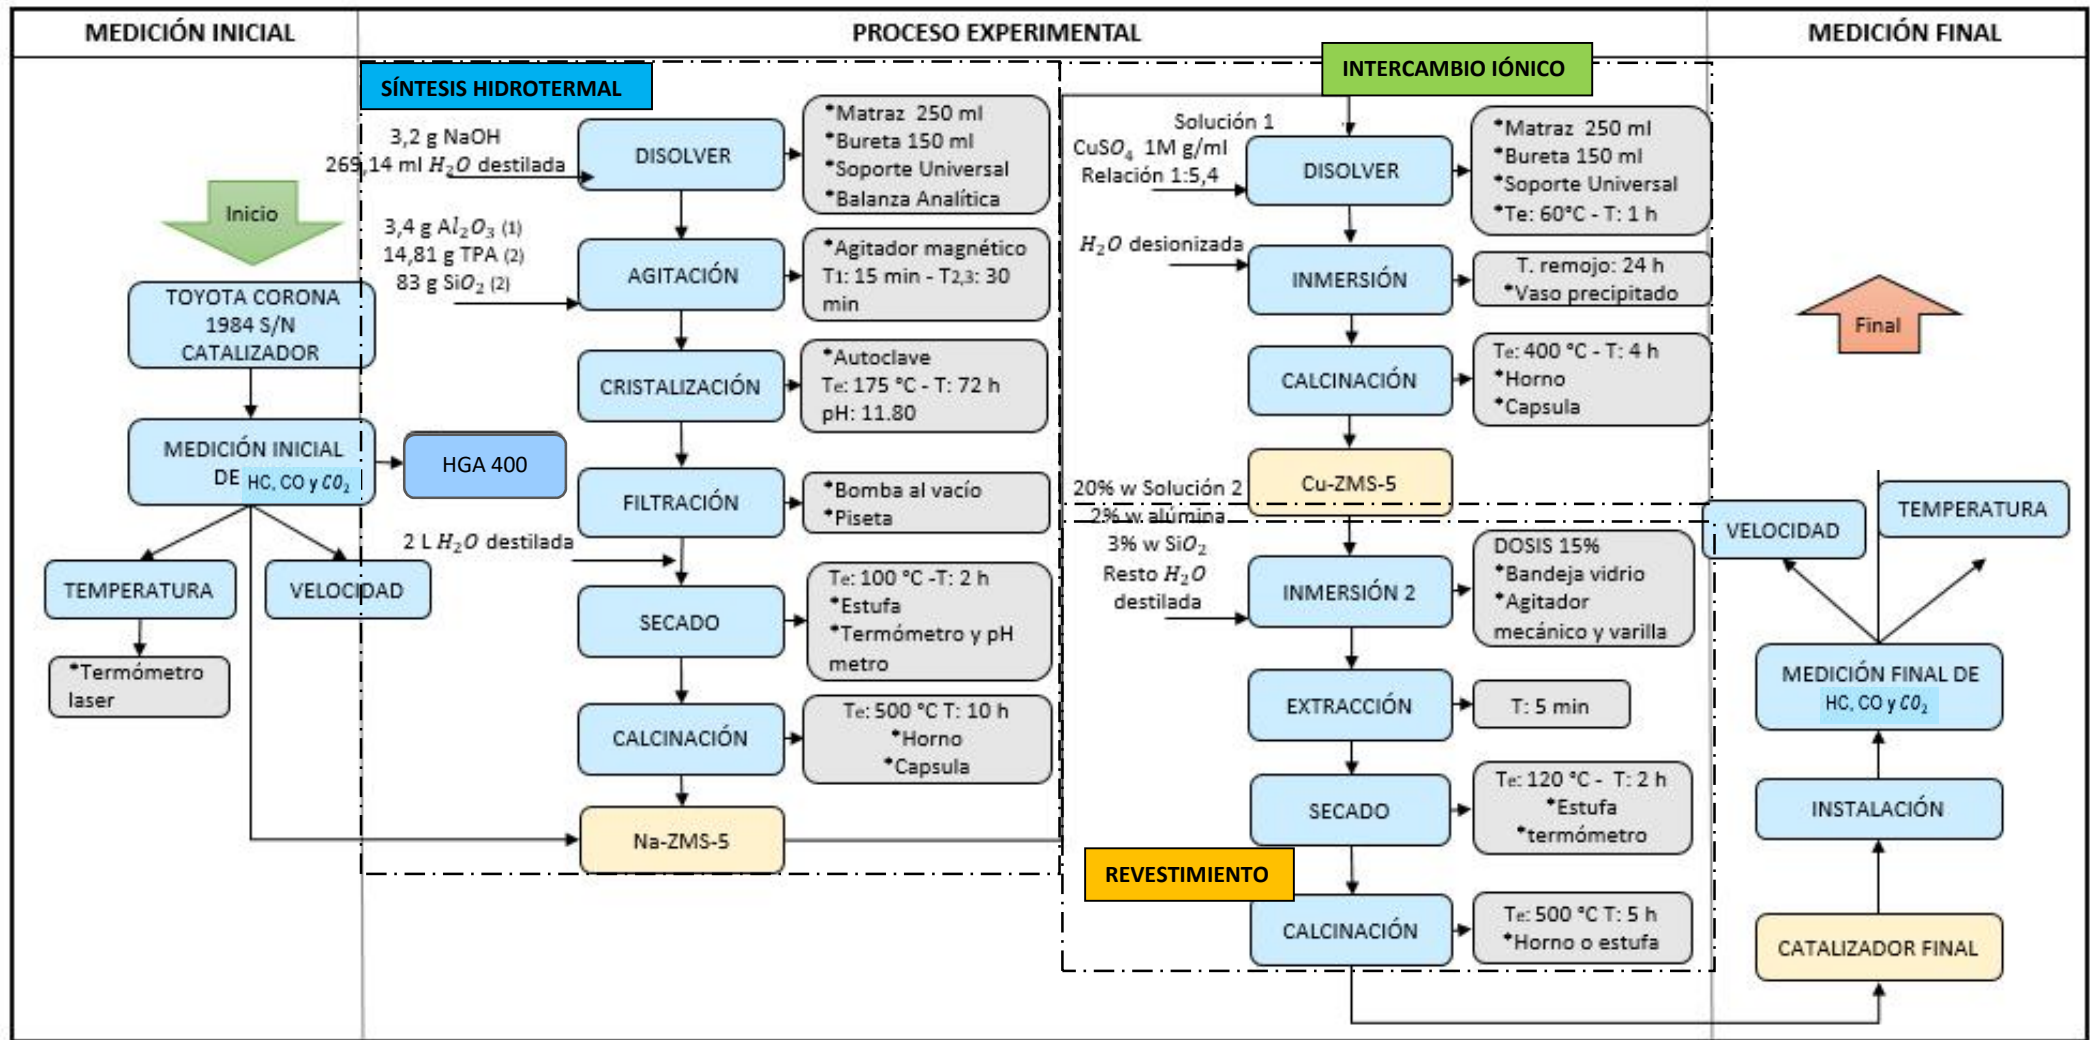 MEDICIÓN INICIAL
PROCESO EXPERIMENTAL
MEDICIÓN FINAL
Inicio
TOYOTA CORONA
1984 S/N
CATALIZADOR
MEDICIÓN INICIAL
DE HC, CO y CO₂
HGA 400
TEMPERATURA
VELOCIDAD
*Termómetro
laser
SÍNTESIS HIDROTERMAL
3,2 g NaOH
269,14 ml H₂O destilada
DISOLVER
*Matraz 250 ml
*Bureta 150 ml
*Soporte Universal
*Balanza Analítica
3,4 g Al₂O₃ (1)
14,81 g TPA (2)
83 g SiO₂ (2)
AGITACIÓN
*Agitador magnético
T1: 15 min - T2,3: 30
min
CRISTALIZACIÓN
*Autoclave
Te: 175 °C - T: 72 h
pH: 11.80
FILTRACIÓN
*Bomba al vacío
*Piseta
2 L H₂O destilada
SECADO
Te: 100 °C -T: 2 h
*Estufa
*Termómetro y pH
metro
CALCINACIÓN
Te: 500 °C T: 10 h
*Horno
*Capsula
Na-ZMS-5
INTERCAMBIO IÓNICO
Solución 1
CuSO₄ 1M g/ml
Relación 1:5,4
DISOLVER
*Matraz 250 ml
*Bureta 150 ml
*Soporte Universal
*Te: 60°C - T: 1 h
H₂O desionizada
INMERSIÓN
T. remojo: 24 h
*Vaso precipitado
CALCINACIÓN
Te: 400 °C - T: 4 h
*Horno
*Capsula
Cu-ZMS-5
20% w Solución 2
2% w alúmina
3% w SiO₂
Resto H₂O
destilada
INMERSIÓN 2
DOSIS 15%
*Bandeja vidrio
*Agitador
mecánico y varilla
EXTRACCIÓN
T: 5 min
SECADO
Te: 120 °C - T: 2 h
*Estufa
*termómetro
REVESTIMIENTO
CALCINACIÓN
Te: 500 °C T: 5 h
*Horno o estufa
Final
VELOCIDAD
TEMPERATURA
MEDICIÓN FINAL DE
HC, CO y CO₂
INSTALACIÓN
CATALIZADOR FINAL